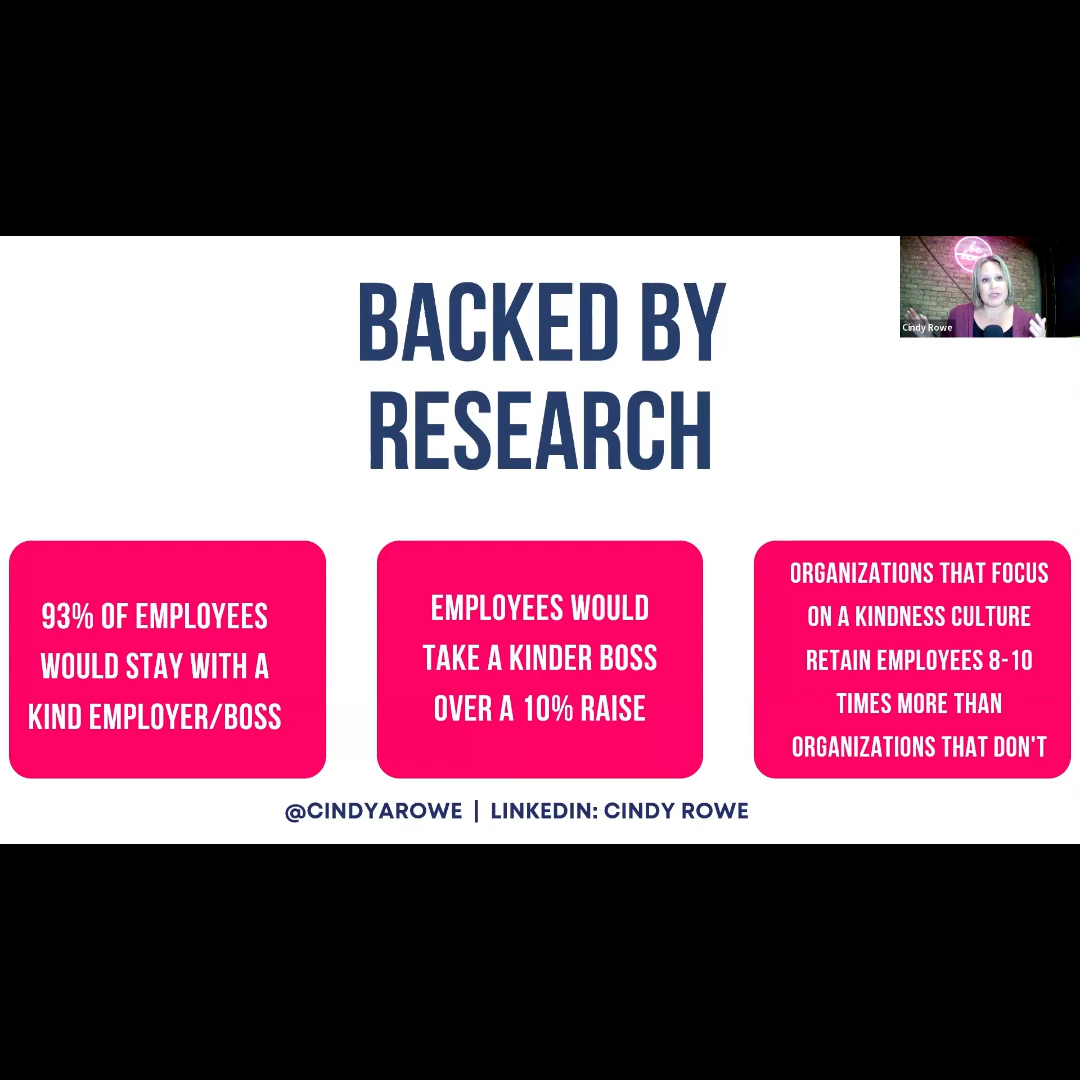 BACKED BY
RESEARCH
Cindy Rowe
93% OF EMPLOYEES
WOULD STAY WITH A
KIND EMPLOYER/BOSS
EMPLOYEES WOULD
TAKE A KINDER BOSS
OVER A 10% RAISE
ORGANIZATIONS THAT FOCUS
ON A KINDNESS CULTURE
RETAIN EMPLOYEES 8-10
TIMES MORE THAN
ORGANIZATIONS THAT DON'T
@CINDYAROWE | LINKEDIN: CINDY ROWE